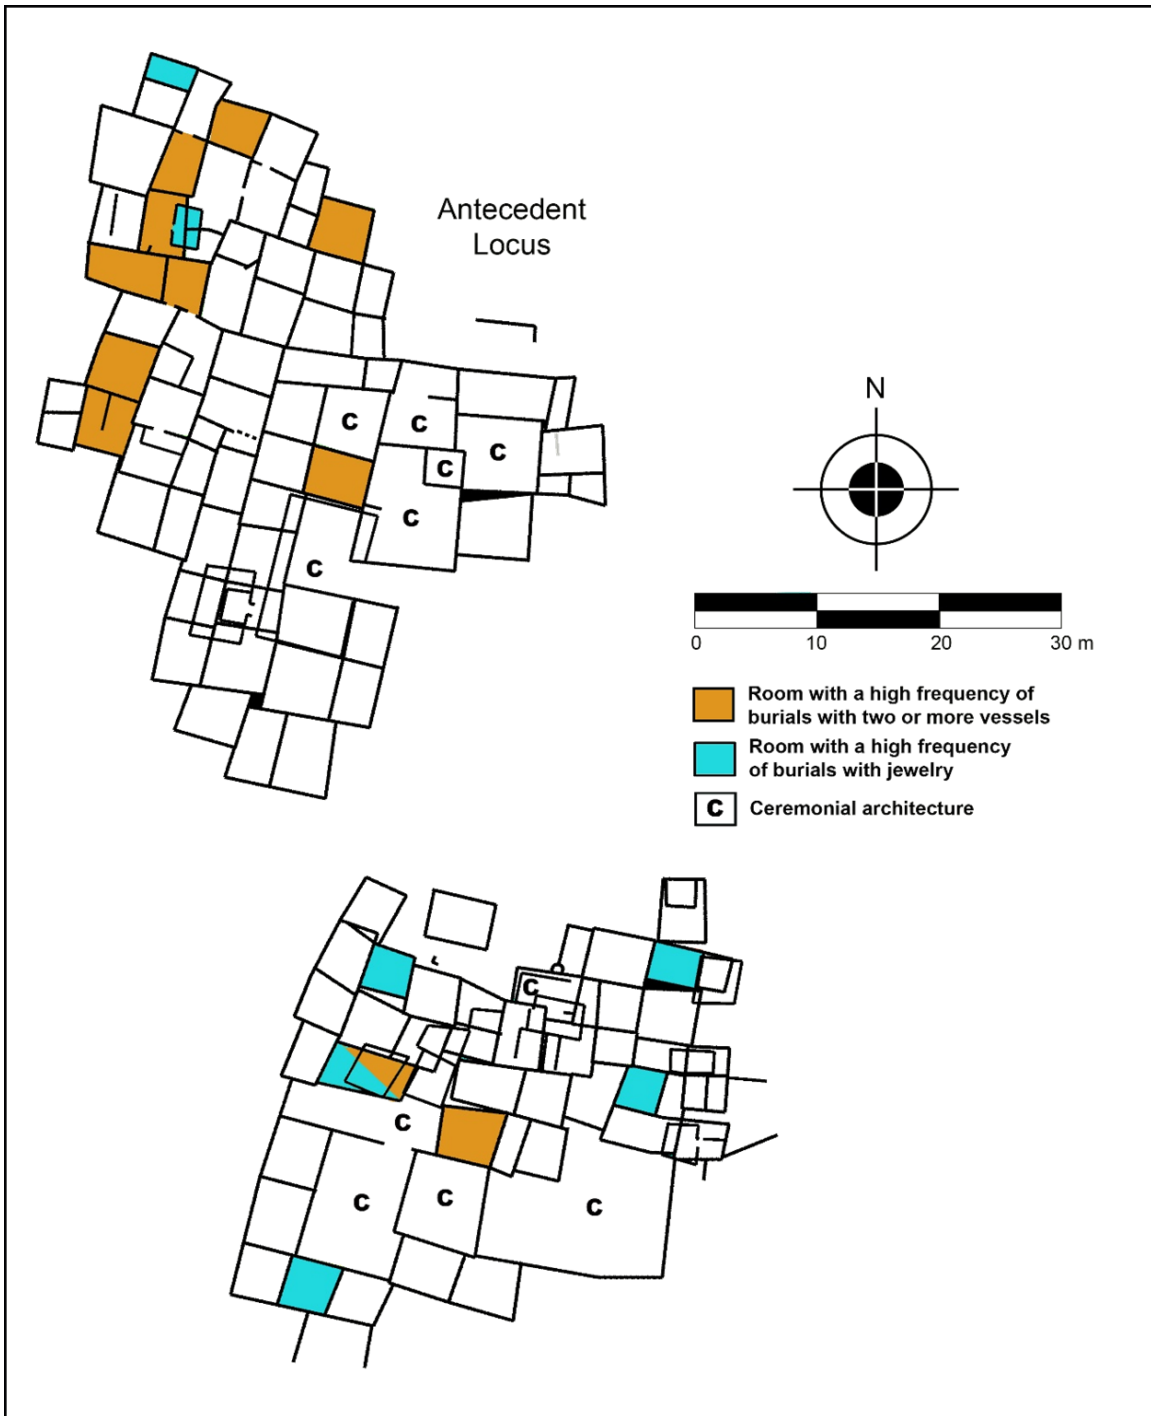 Antecedent
Locus
C
C
C
C
C
C
N
0 10 20 30 m
Room with a high frequency of
burials with two or more vessels
Room with a high frequency
of burials with jewelry
C Ceremonial architecture
C
C
C
C
C